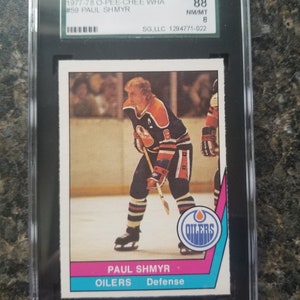 1977-78 O-PEE-CHEE WHA 88
#59 PAUL SHMYR NM/MT
8
SG,LLC 1294771-022
OILERS
PAUL SHMYR
OILERS Defense